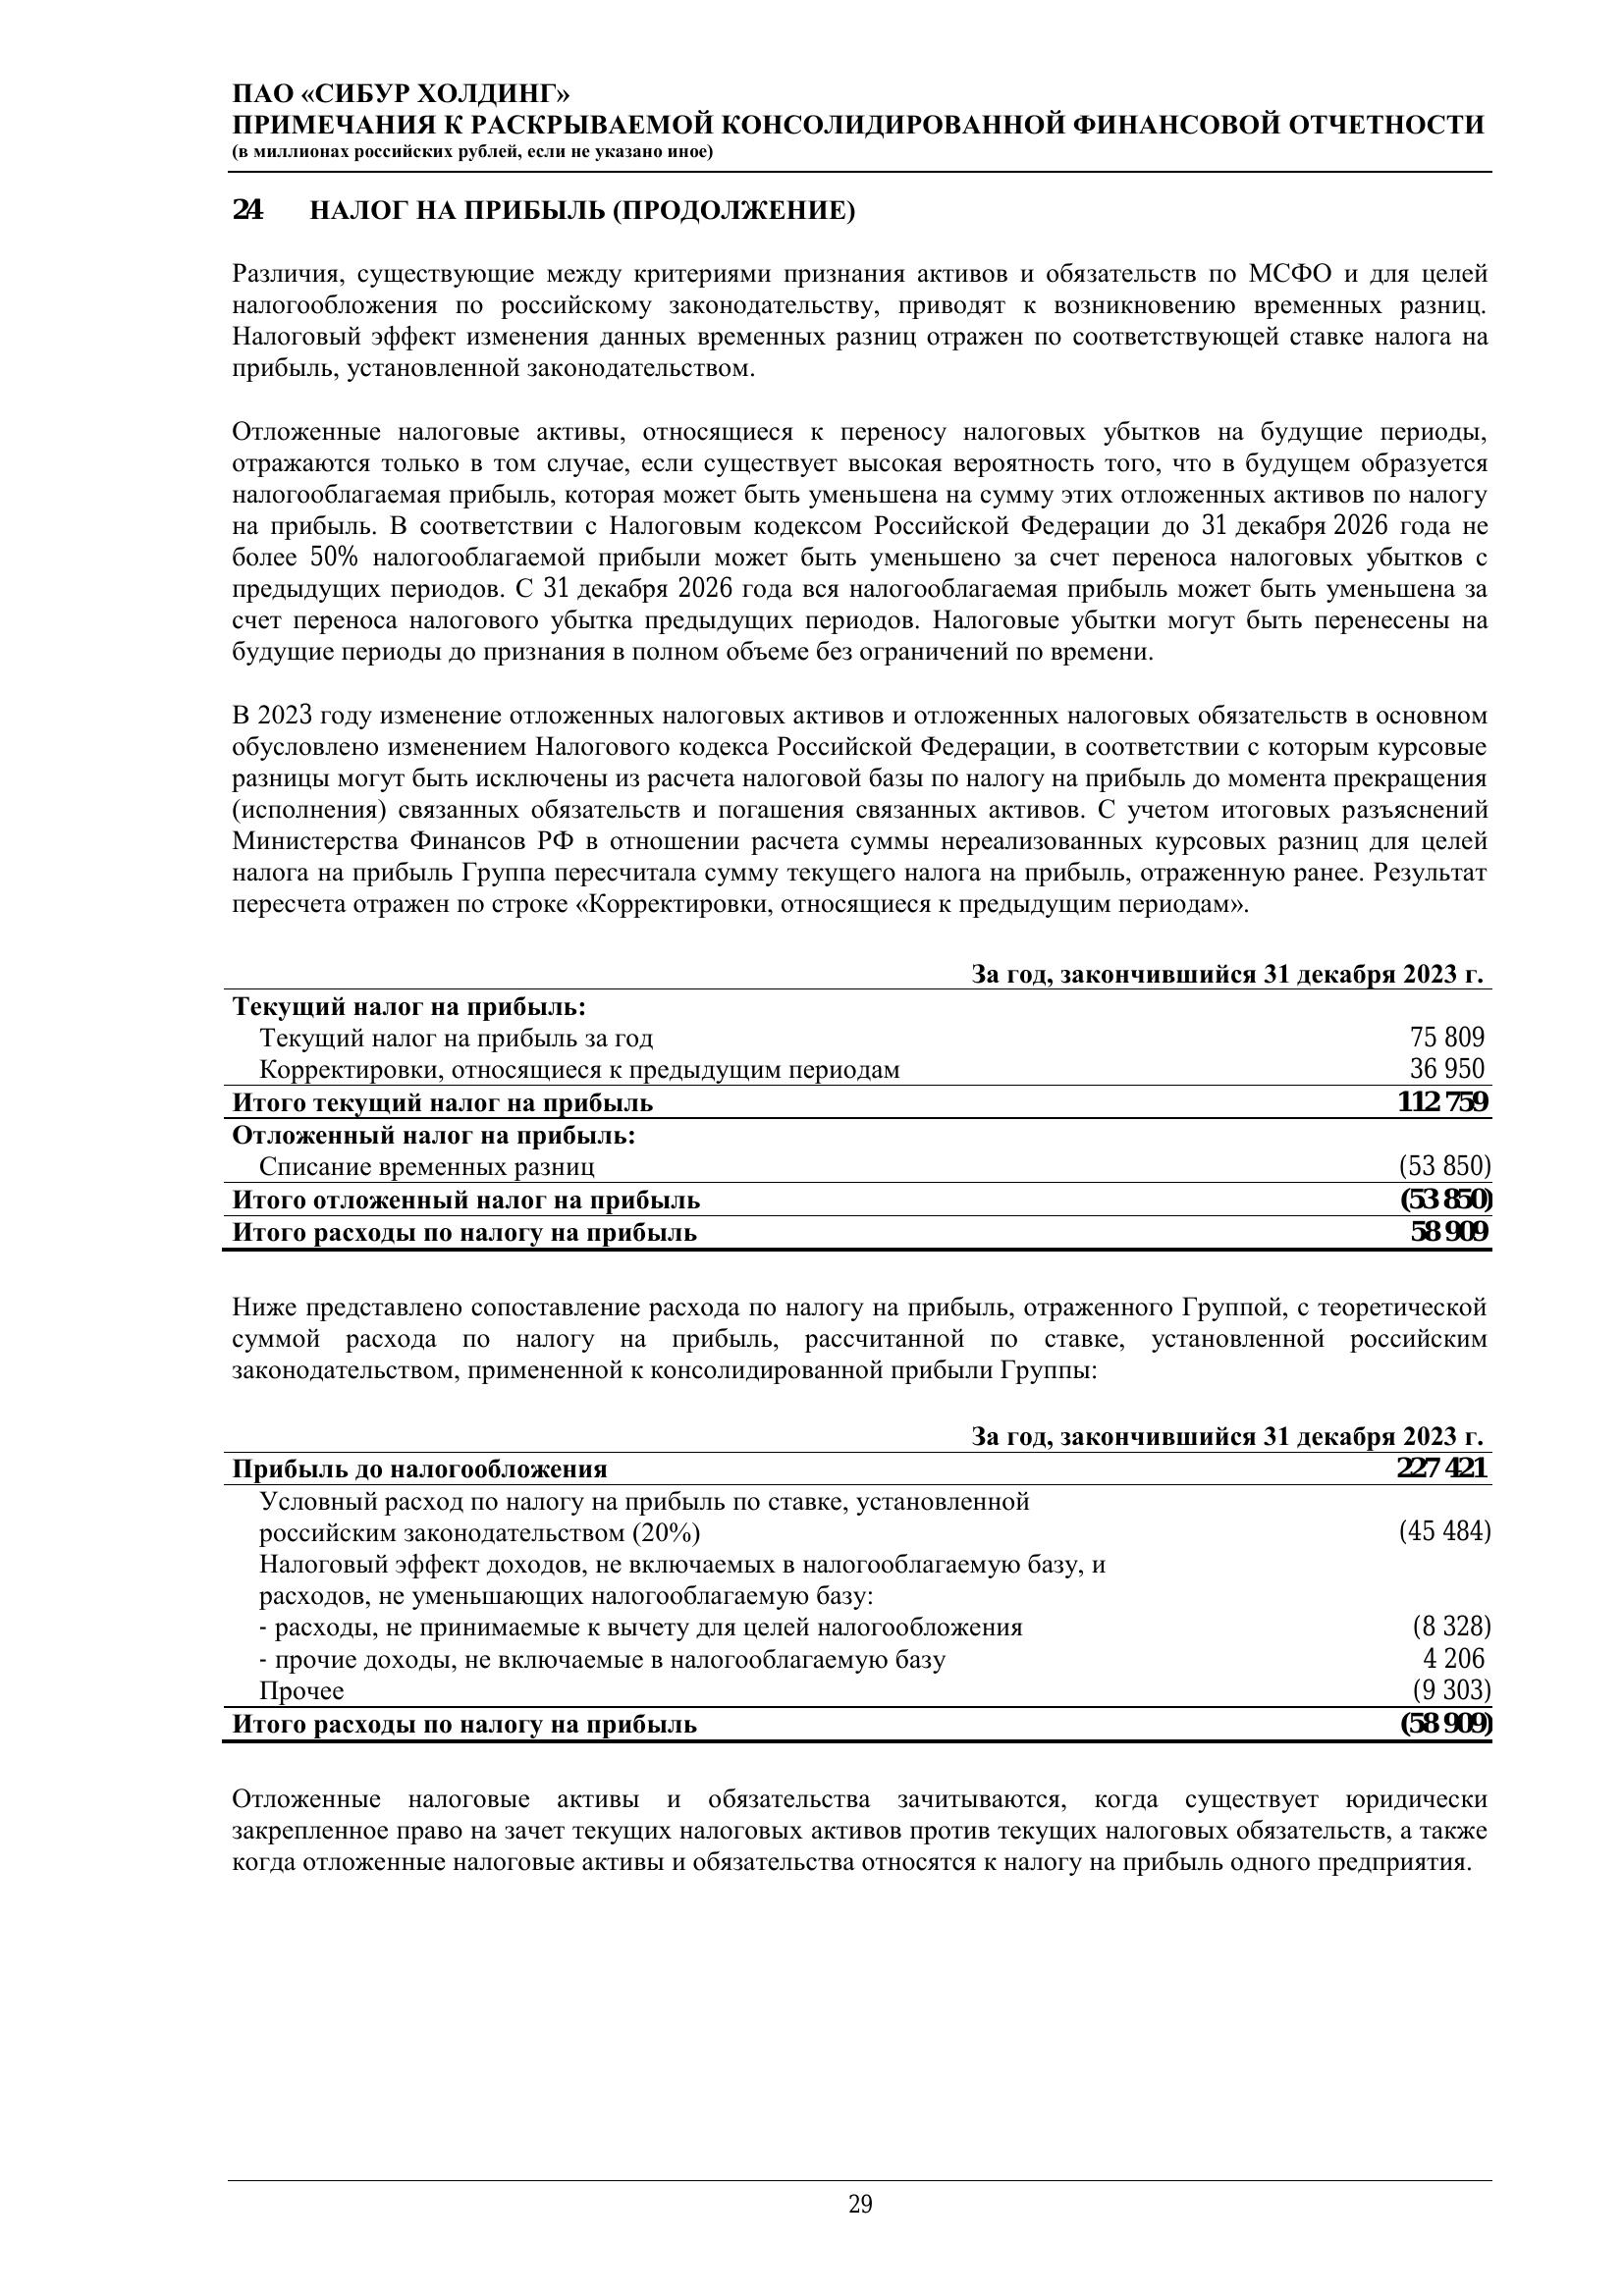 ПАО «СИБУР ХОЛДИНГ»
ПРИМЕЧАНИЯ К РАСКРЫВАЕМОЙ КОНСОЛИДИРОВАННОЙ ФИНАНСОВОЙ ОТЧЕТНОСТИ
(в миллионах российских рублей, если не указано иное)
24 НАЛОГ НА ПРИБЫЛЬ (ПРОДОЛЖЕНИЕ)
Различия, существующие между критериями признания активов и обязательств по МСФО и для целей
налогообложения по российскому законодательству, приводят к возникновению временных разниц.
Налоговый эффект изменения данных временных разниц отражен по соответствующей ставке налога на
прибыль, установленной законодательством.
Отложенные налоговые активы, относящиеся к переносу налоговых убытков на будущие периоды,
отражаются только в том случае, если существует высокая вероятность того, что в будущем образуется
налогооблагаемая прибыль, которая может быть уменьшена на сумму этих отложенных активов по налогу
на прибыль. В соответствии с Налоговым кодексом Российской Федерации до 31 декабря 2026 года не
более 50% налогооблагаемой прибыли может быть уменьшено за счет переноса налоговых убытков с
предыдущих периодов. С 31 декабря 2026 года вся налогооблагаемая прибыль может быть уменьшена за
счет переноса налогового убытка предыдущих периодов. Налоговые убытки могут быть перенесены на
будущие периоды до признания в полном объеме без ограничений по времени.
В 2023 году изменение отложенных налоговых активов и отложенных налоговых обязательств в основном
обусловлено изменением Налогового кодекса Российской Федерации, в соответствии с которым курсовые
разницы могут быть исключены из расчета налоговой базы по налогу на прибыль до момента прекращения
(исполнения) связанных обязательств и погашения связанных активов. С учетом итоговых разъяснений
Министерства Финансов РФ в отношении расчета суммы нереализованных курсовых разниц для целей
налога на прибыль Группа пересчитала сумму текущего налога на прибыль, отраженную ранее. Результат
пересчета отражен по строке «Корректировки, относящиеся к предыдущим периодам».
За год, закончившийся 31 декабря 2023 г.
Текущий налог на прибыль:
Текущий налог на прибыль за год 75 809
Корректировки, относящиеся к предыдущим периодам 36 950
Итого текущий налог на прибыль 112 759
Отложенный налог на прибыль:
Списание временных разниц (53 850)
Итого отложенный налог на прибыль (53 850)
Итого расходы по налогу на прибыль 58 909
Ниже представлено сопоставление расхода по налогу на прибыль, отраженного Группой, с теоретической
суммой расхода по налогу на прибыль, рассчитанной по ставке, установленной российским
законодательством, примененной к консолидированной прибыли Группы:
За год, закончившийся 31 декабря 2023 г.
Прибыль до налогообложения 227 421
Условный расход по налогу на прибыль по ставке, установленной
российским законодательством (20%) (45 484)
Налоговый эффект доходов, не включаемых в налогооблагаемую базу, и
расходов, не уменьшающих налогооблагаемую базу:
- расходы, не принимаемые к вычету для целей налогообложения (8 328)
- прочие доходы, не включаемые в налогооблагаемую базу 4 206
Прочее (9 303)
Итого расходы по налогу на прибыль (58 909)
Отложенные налоговые активы и обязательства зачитываются, когда существует юридически
закрепленное право на зачет текущих налоговых активов против текущих налоговых обязательств, а также
когда отложенные налоговые активы и обязательства относятся к налогу на прибыль одного предприятия.
29